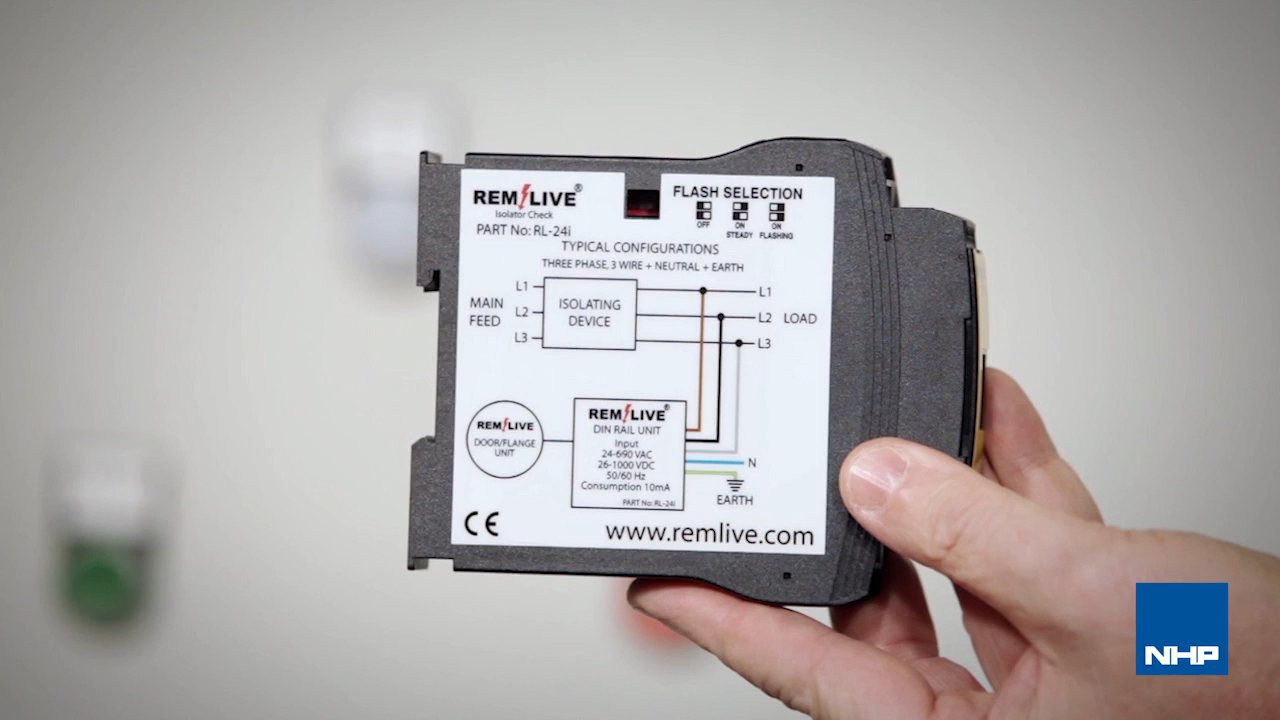 REM LIVE®
Isolator Check
PART No: RL-24i
FLASH SELECTION
OFF
ON
STEADY
ON
FLASHING
TYPICAL CONFIGURATIONS
THREE PHASE, 3 WIRE + NEUTRAL + EARTH
MAIN
FEED
L1
L2
L3
ISOLATING
DEVICE
L1
L2
L3
LOAD
REM LIVE
DOOR/FLANGE
UNIT
REM LIVE®
DIN RAIL UNIT
Input
24-690 VAC
26-1000 VDC
50/60 Hz
Consumption 10mA
PART No: RL-24i
N
EARTH
CE
www.remlive.com
NHP